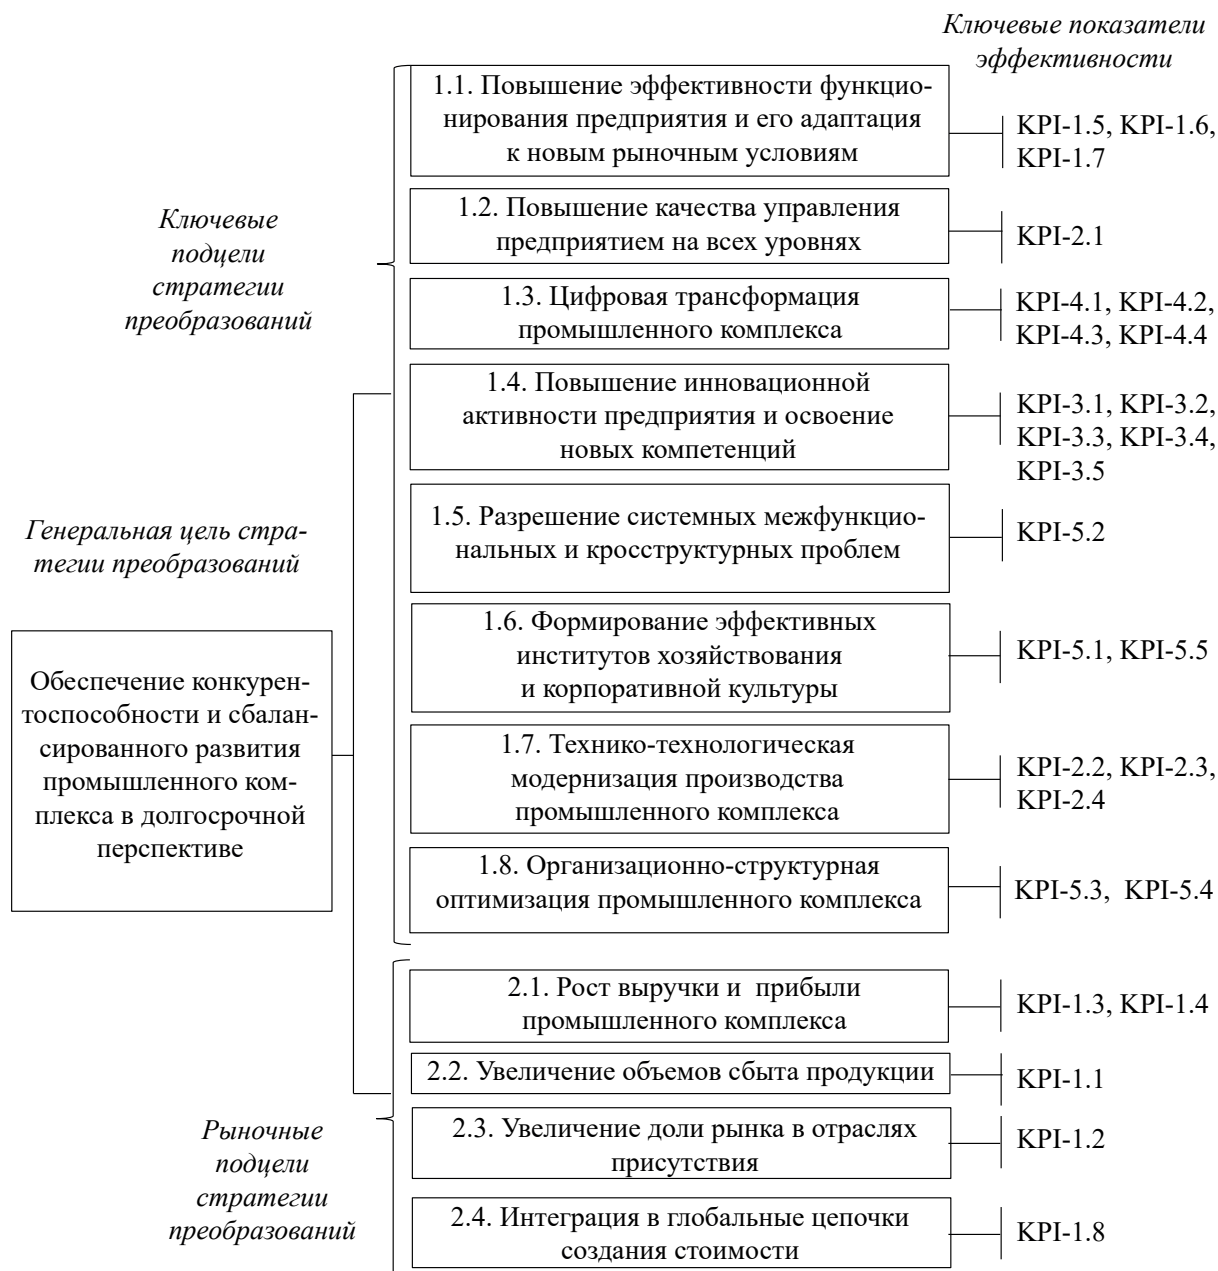 Ключевые показатели
эффективности
1.1. Повышение эффективности функцио-
нирования предприятия и его адаптация
к новым рыночным условиям
KPI-1.5, KPI-1.6,
KPI-1.7
Ключевые
подцели
стратегии
преобразований
1.2. Повышение качества управления
предприятием на всех уровнях
KPI-2.1
1.3. Цифровая трансформация
промышленного комплекса
KPI-4.1, KPI-4.2,
KPI-4.3, KPI-4.4
1.4. Повышение инновационной
активности предприятия и освоение
новых компетенций
KPI-3.1, KPI-3.2,
KPI-3.3, KPI-3.4,
KPI-3.5
Генеральная цель стра-
тегии преобразований
1.5. Разрешение системных межфункцио-
нальных и кросструктурных проблем
KPI-5.2
1.6. Формирование эффективных
институтов хозяйствования
и корпоративной культуры
KPI-5.1, KPI-5.5
Обеспечение конкурен-
тоспособности и сбалан-
сированного развития
промышленного ком-
плекса в долгосрочной
перспективе
1.7. Технико-технологическая
модернизация производства
промышленного комплекса
KPI-2.2, KPI-2.3,
KPI-2.4
1.8. Организационно-структурная
оптимизация промышленного комплекса
KPI-5.3, KPI-5.4
2.1. Рост выручки и прибыли
промышленного комплекса
KPI-1.3, KPI-1.4
2.2. Увеличение объемов сбыта продукции
KPI-1.1
Рыночные
подцели
стратегии
преобразований
2.3. Увеличение доли рынка в отраслях
присутствия
KPI-1.2
2.4. Интеграция в глобальные цепочки
создания стоимости
KPI-1.8